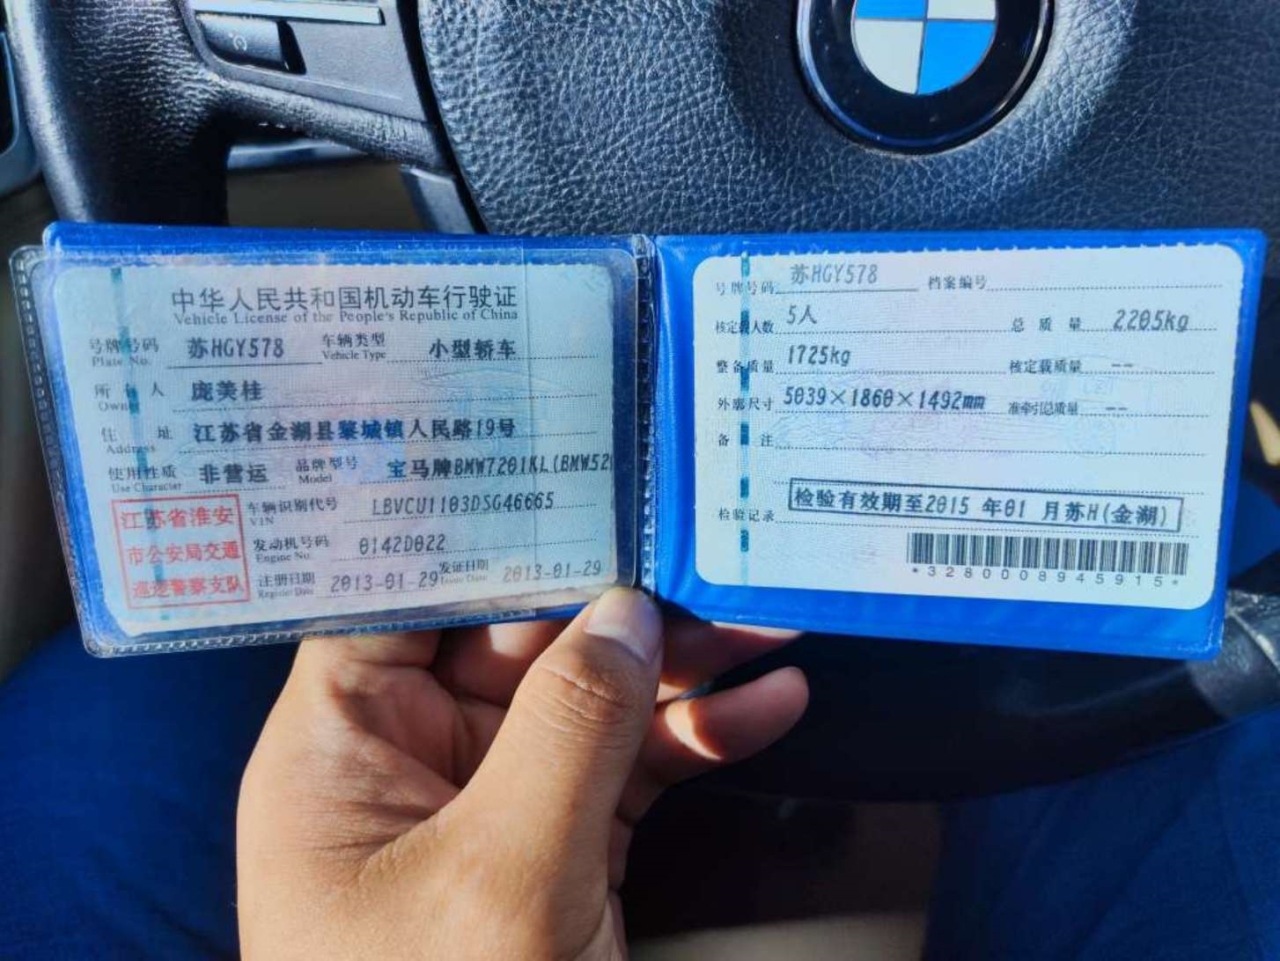 中华人民共和国机动车行驶证
Vehicle License of the People's Republic of China
号牌号码 苏HGY578 车辆类型 小型轿车
Plate No. Vehicle Type
所有人 庞美桂
Owner
住址 江苏省金湖县黎城镇人民路19号
Address
使用性质 非营运 品牌型号 宝马牌BMW7201KL(BMW52
Use Character Model
江苏省淮安
市公安局交通
巡逻警察支队
车辆识别代号 LBVCU1103DSG46665
VIN
发动机号码 0142D022
Engine No.
注册日期 2013-01-29 发证日期 2013-01-29
Register Date Issue Date
号牌号码 苏HGY578 档案编号
核定载人数 5人 总质量 2205kg
整备质量 1725kg 核定载质量 --
外廓尺寸 5039×1860×1492mm 准牵引总质量 --
备注
检验记录 检验有效期至2015 年01 月苏H(金湖)
*3280008945915*